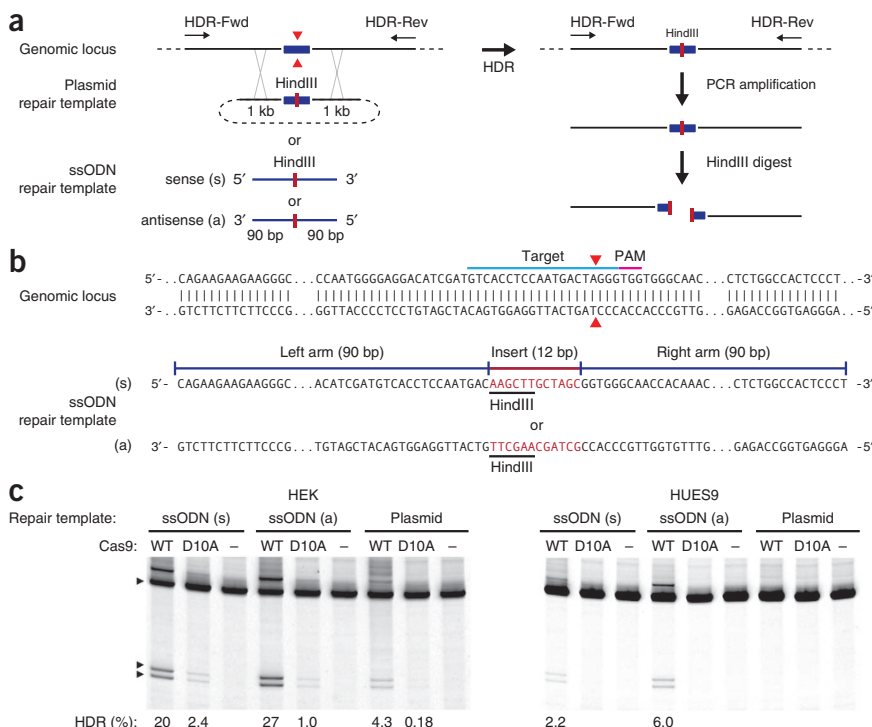 a
HDR-Fwd HDR-Rev HDR-Fwd HindIII HDR-Rev
Genomic locus
HDR
Plasmid repair template
HindIII
1 kb 1 kb
PCR amplification
or
HindIII digest
ssODN repair template
HindIII
sense (s) 5′ 3′
or
antisense (a) 3′ 5′
90 bp 90 bp
b
Target PAM
5′-..CAGAAGAAGAAGGGC...CCAATGGGGAGGACATCGATGTCACCTCCAATGACTAGGGTGGTGGGCAAC...CTCTGGCCACTCCCT..-3′
Genomic locus
3′-..GTCTTCTTCTTCCCG...GGTTACCCCTCCTGTAGCTACAGTGGAGGTTACTGATCCCACCACCCGTTG...GAGACCGGTGAGGGA..-5′
Left arm (90 bp) Insert (12 bp) Right arm (90 bp)
(s) 5′- CAGAAGAAGAAGGGC...ACATCGATGTCACCTCCAATGACAAGCTTGCTAGCGGTGGGCAACCACAAAC...CTCTGGCCACTCCCT -3′
HindIII
ssODN repair template
or
(a) 3′- GTCTTCTTCTTCCCG...TGTAGCTACAGTGGAGGTTACTGTTCGAACGATCGCCACCCGTTGGTGTTTG...GAGACCGGTGAGGGA -5′
HindIII
c
HEK HUES9
Repair template: ssODN (s) ssODN (a) Plasmid ssODN (s) ssODN (a) Plasmid
Cas9: WT D10A – WT D10A – WT D10A – WT D10A – WT D10A – WT D10A –
HDR (%): 20 2.4 27 1.0 4.3 0.18 2.2 6.0